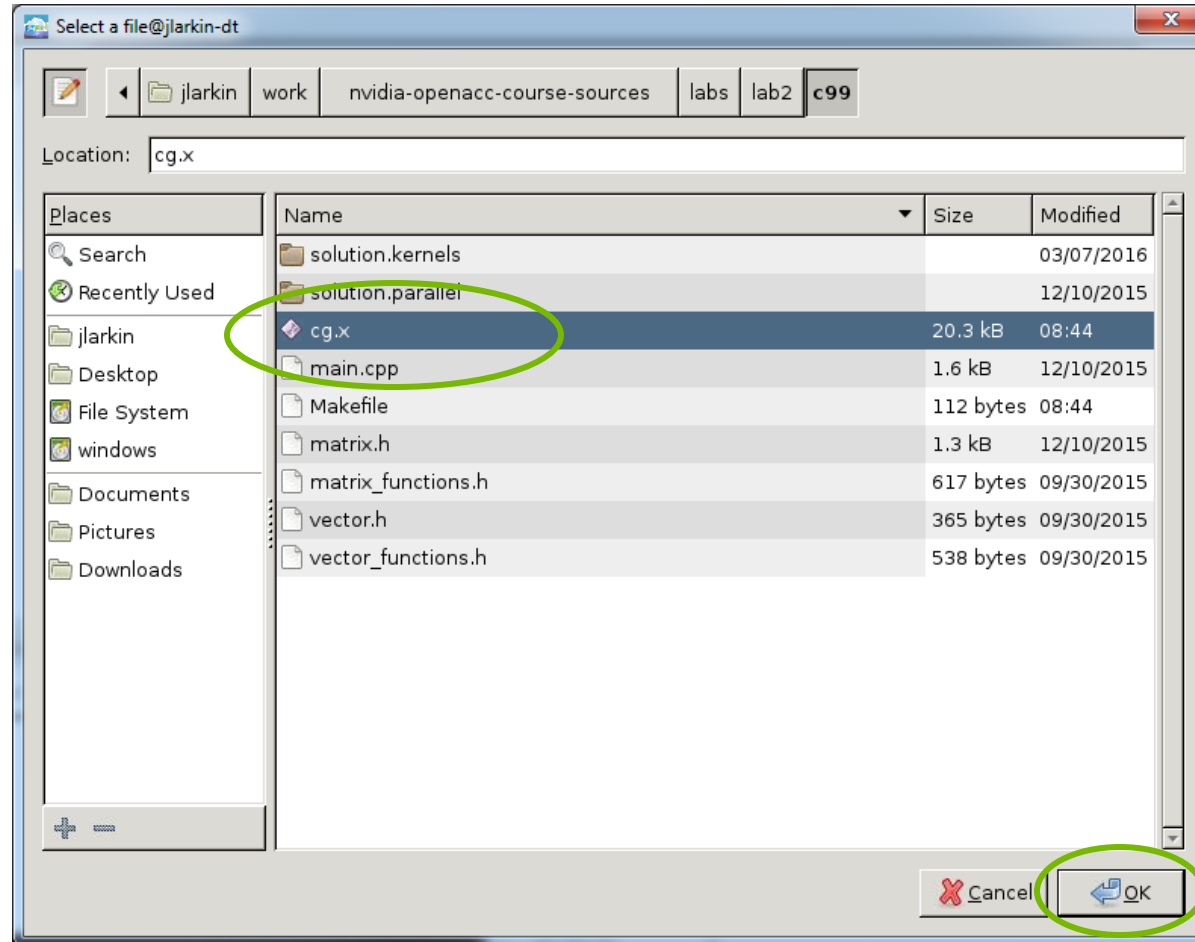 Select a file@jlarkin-dt
jlarkin work nvidia-openacc-course-sources labs lab2 c99
Location: cg.x
Places
Search
Recently Used
jlarkin
Desktop
File System
windows
Documents
Pictures
Downloads
Name Size Modified
solution.kernels 03/07/2016
solution.parallel 12/10/2015
cg.x 20.3 kB 08:44
main.cpp 1.6 kB 12/10/2015
Makefile 112 bytes 08:44
matrix.h 1.3 kB 12/10/2015
matrix_functions.h 617 bytes 09/30/2015
vector.h 365 bytes 09/30/2015
vector_functions.h 538 bytes 09/30/2015
Cancel OK